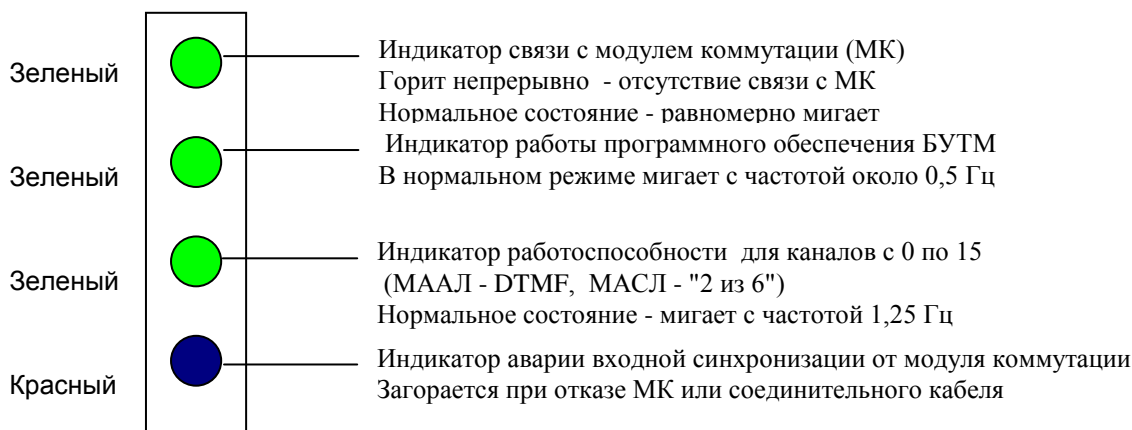 Зеленый
Индикатор связи с модулем коммутации (МК)
Горит непрерывно - отсутствие связи с МК
Нормальное состояние - равномерно мигает
Зеленый
Индикатор работы программного обеспечения БУТМ
В нормальном режиме мигает с частотой около 0,5 Гц
Зеленый
Индикатор работоспособности для каналов с 0 по 15
(МААЛ - DTMF, МАСЛ - "2 из 6")
Нормальное состояние - мигает с частотой 1,25 Гц
Красный
Индикатор аварии входной синхронизации от модуля коммутации
Загорается при отказе МК или соединительного кабеля